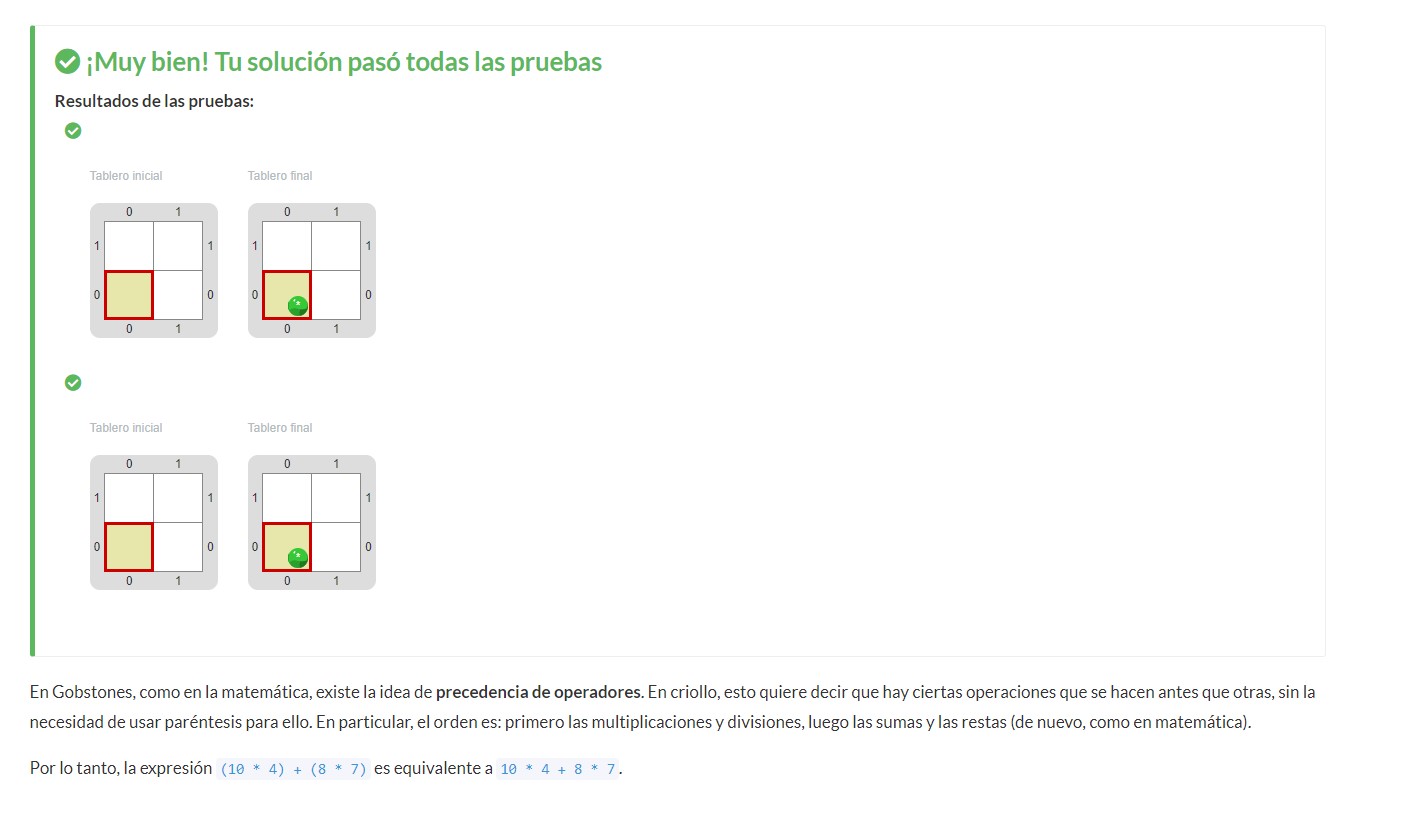 ¡Muy bien! Tu solución pasó todas las pruebas
Resultados de las pruebas:
Tablero inicial Tablero final
0 1 0 1
1 1 1 1
0 0 0 * 0
0 1 0 1
Tablero inicial Tablero final
0 1 0 1
1 1 1 1
0 0 0 * 0
0 1 0 1
En Gobstones, como en la matemática, existe la idea de precedencia de operadores. En criollo, esto quiere decir que hay ciertas operaciones que se hacen antes que otras, sin la
necesidad de usar paréntesis para ello. En particular, el orden es: primero las multiplicaciones y divisiones, luego las sumas y las restas (de nuevo, como en matemática).
Por lo tanto, la expresión (10 * 4) + (8 * 7) es equivalente a 10 * 4 + 8 * 7.